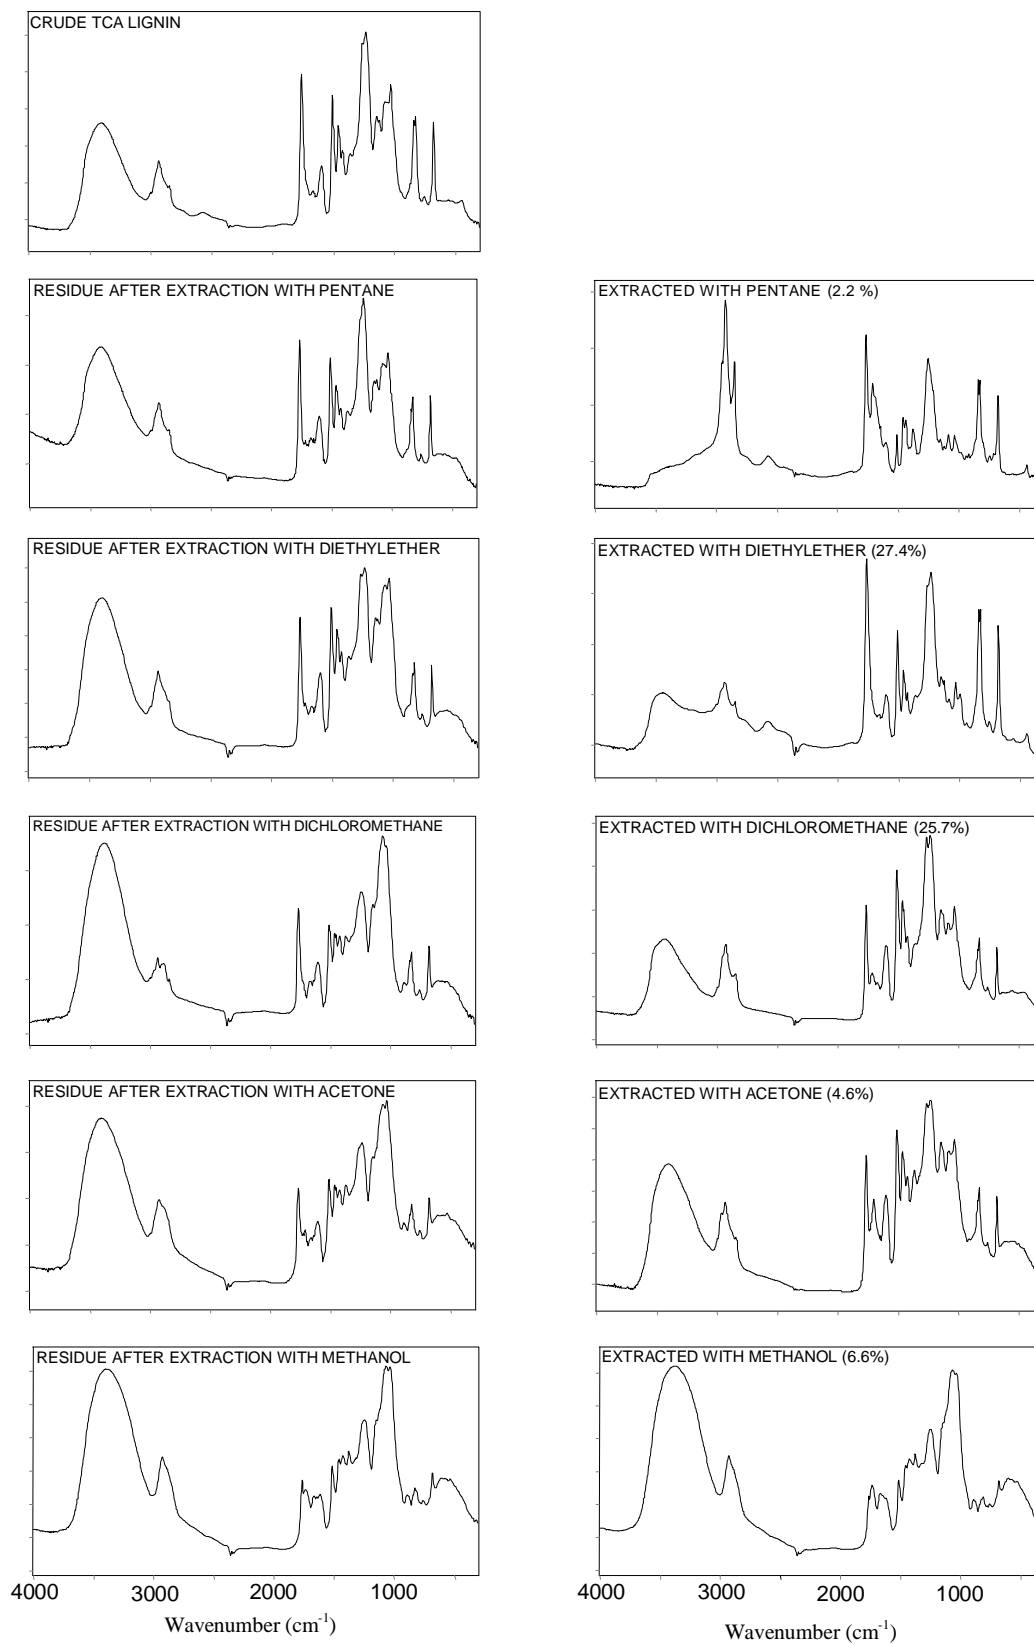 CRUDE TCA LIGNIN
RESIDUE AFTER EXTRACTION WITH PENTANE
EXTRACTED WITH PENTANE (2.2 %)
RESIDUE AFTER EXTRACTION WITH DIETHYLETHER
EXTRACTED WITH DIETHYLETHER (27.4%)
RESIDUE AFTER EXTRACTION WITH DICHLOROMETHANE
EXTRACTED WITH DICHLOROMETHANE (25.7%)
RESIDUE AFTER EXTRACTION WITH ACETONE
EXTRACTED WITH ACETONE (4.6%)
RESIDUE AFTER EXTRACTION WITH METHANOL
EXTRACTED WITH METHANOL (6.6%)
4000 3000 2000 1000
4000 3000 2000 1000
Wavenumber (cm⁻¹)
Wavenumber (cm⁻¹)